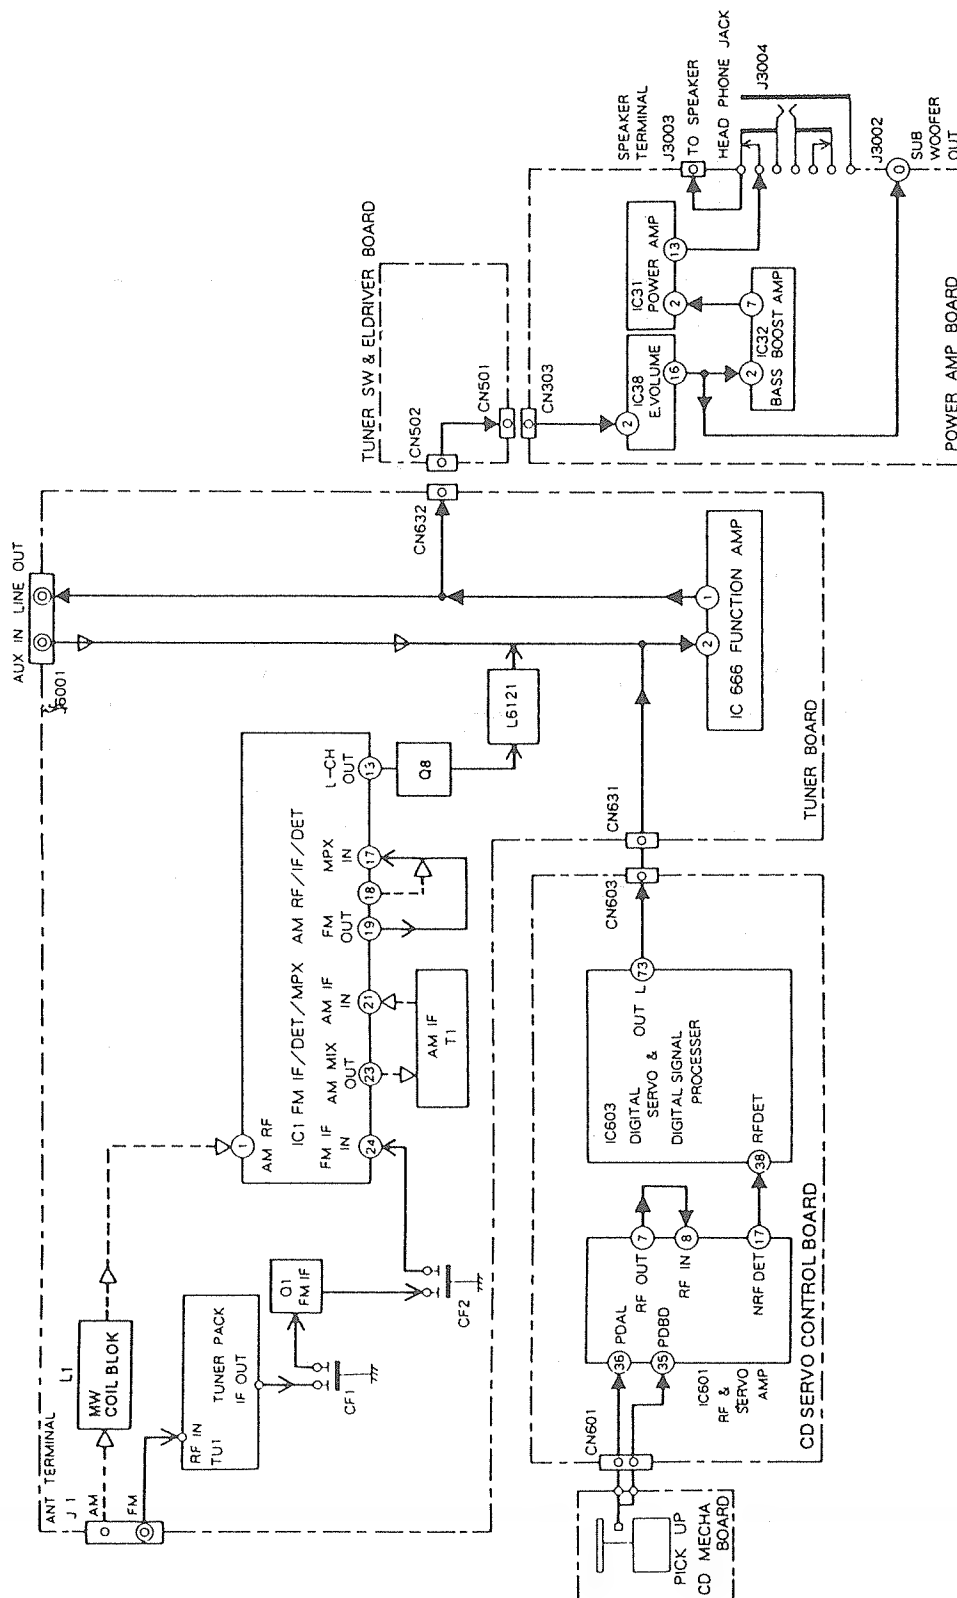 ANT TERMINAL
J 1
AM
FM
L1
MW
COIL BLOK
RF IN
TU1
TUNER PACK
IF OUT
CF1
Q1
FM IF
CF2
1
AM RF
IC1 FM IF/DET/MPX AM RF/IF/DET
FM IF
IN
AM MIX
OUT
AM IF
IN
FM
OUT
MPX
IN
L-CH
OUT
24
23
21
19
18
17
13
AM IF
T1
Q8
L6121
AUX IN
LINE OUT
J6001
CN632
2
1
IC 666 FUNCTION AMP
TUNER BOARD
CN631
TUNER SW & ELDRIVER BOARD
CN502
CN501
CN303
2
IC38
E.VOLUME
16
IC31
POWER AMP
2
13
2
7
IC32
BASS BOOST AMP
SPEAKER
TERMINAL
J3003
TO SPEAKER
HEAD PHONE JACK
J3004
J3002
SUB
WOOFER
OUT
POWER AMP BOARD
PICK UP
CD MECHA
BOARD
CN601
36
PDAL
35
PDBD
IC601
RF &
SERVO
AMP
RF OUT
7
RF IN
8
NRF DET
17
38
RFDET
IC603
DIGITAL
SERVO &
DIGITAL SIGNAL
PROCESSER
OUT L
73
CN603
CD SERVO CONTROL BOARD